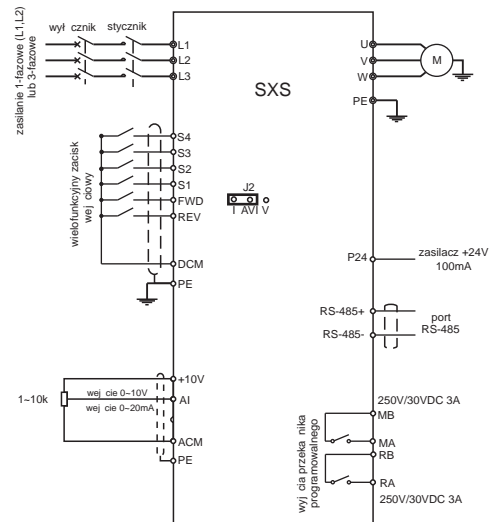 wył cznik stycznik
zasilanie 1-fazowe (L1,L2)
lub 3-fazowe
L1
L2
L3
SXS
U
V
W
M
PE
S4
S3
S2
S1
FWD
REV
wielofunkcyjny zacisk
wej ciowy
DCM
PE
J2
I AVI V
P24
zasilacz +24V
100mA
RS-485+
RS-485-
port
RS-485
+10V
wej cie 0~10V
AI
wej cie 0~20mA
1~10k
ACM
PE
250V/30VDC 3A
MB
MA
RB
RA
250V/30VDC 3A
wyj cia przeka nika
programowalnego